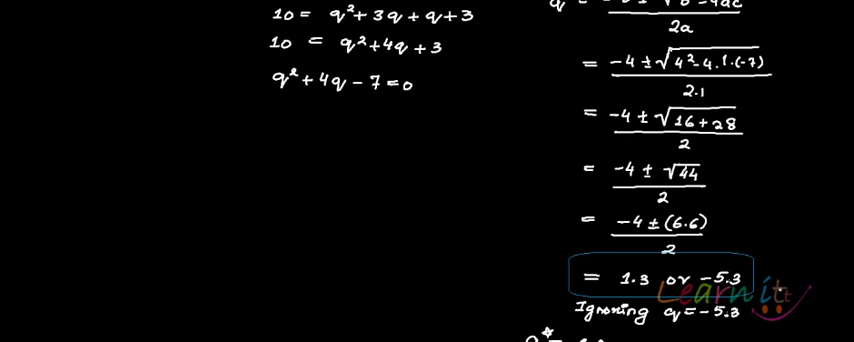 10 = q²+3q+q+3
10 = q²+4q+3
q²+4q-7=0
2a
= -4±√4²-4.1.(-7)
2.1
= -4±√16+28
2
= -4±√44
2
= -4±(6.6)
2
= 1.3 or -5.3
Learnitt
Ignoring q=-5.3